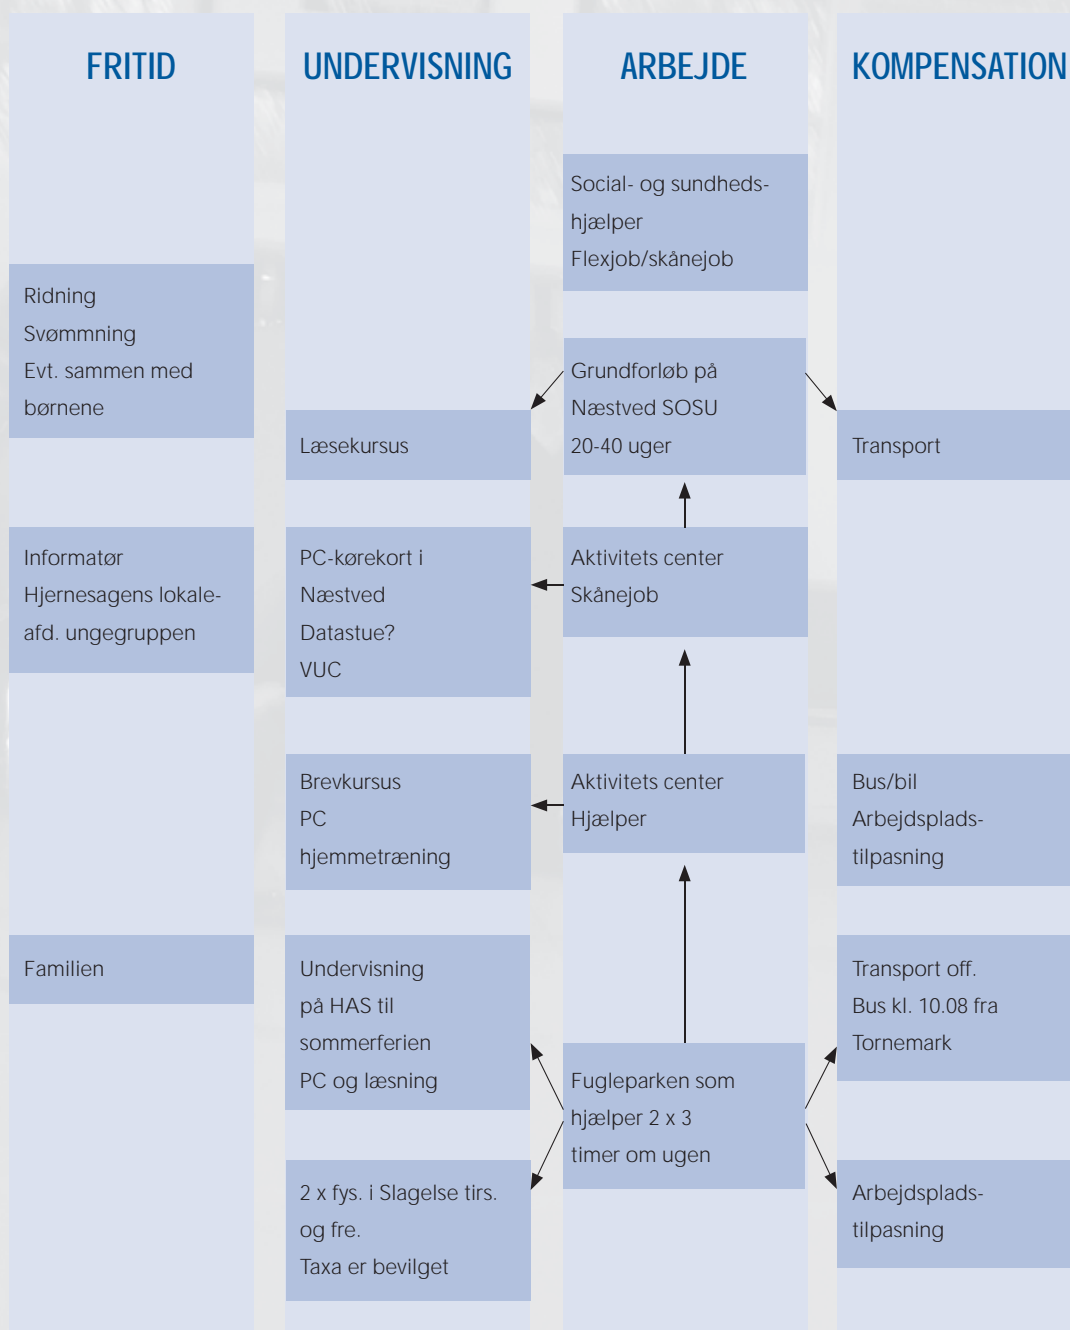 FRITID
Ridning
Svømmning
Evt. sammen med
børnene
Informatør
Hjernesagens lokale-
afd. ungegruppen
Familien
UNDERVISNING
Læsekursus
PC-kørekort i
Næstved
Datastue?
VUC
Brevkursus
PC
hjemmetræning
Undervisning
på HAS til
sommerferien
PC og læsning
2 x fys. i Slagelse tirs.
og fre.
Taxa er bevilget
ARBEJDE
Social- og sundheds-
hjælper
Flexjob/skånejob
Grundforløb på
Næstved SOSU
20-40 uger
Aktivitets center
Skånejob
Aktivitets center
Hjælper
Fugleparken som
hjælper 2 x 3
timer om ugen
KOMPENSATION
Transport
Bus/bil
Arbejdsplads-
tilpasning
Transport off.
Bus kl. 10.08 fra
Tornemark
Arbejdsplads-
tilpasning